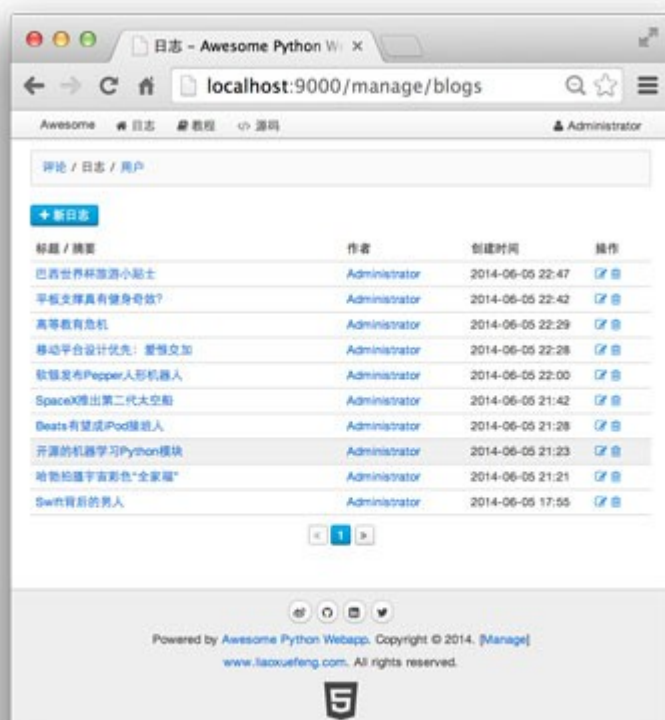 日志 - Awesome Python W
localhost:9000/manage/blogs
Awesome 日志 教程 源码 Administrator
评论 / 日志 / 用户
新日志
标题 / 摘要 作者 创建时间 操作
巴西世界杯旅游小贴士 Administrator 2014-06-05 22:47
平板支撑真有健身奇效? Administrator 2014-06-05 22:42
高等教育危机 Administrator 2014-06-05 22:29
移动平台设计优先：爱恨交加 Administrator 2014-06-05 22:28
软银发布Pepper人形机器人 Administrator 2014-06-05 22:00
SpaceX推出第二代太空船 Administrator 2014-06-05 21:42
Beats有望成iPod接班人 Administrator 2014-06-05 21:28
开源的机器学习Python模块 Administrator 2014-06-05 21:23
哈勃拍摄宇宙彩色"全家福" Administrator 2014-06-05 21:21
Swift背后的男人 Administrator 2014-06-05 17:55
1
Powered by Awesome Python Webapp. Copyright © 2014. [Manage]
www.liaoxuefeng.com. All rights reserved.
5